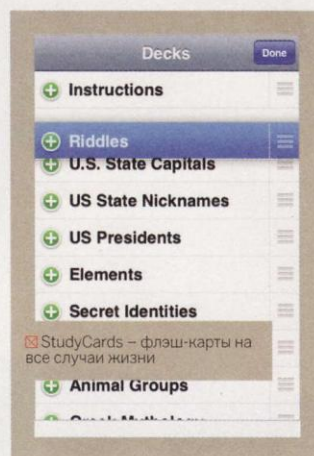 Decks
Done
Instructions
Riddles
U.S. State Capitals
US State Nicknames
US Presidents
Elements
Secret Identities
StudyCards – флэш-карты на
все случаи жизни
Animal Groups